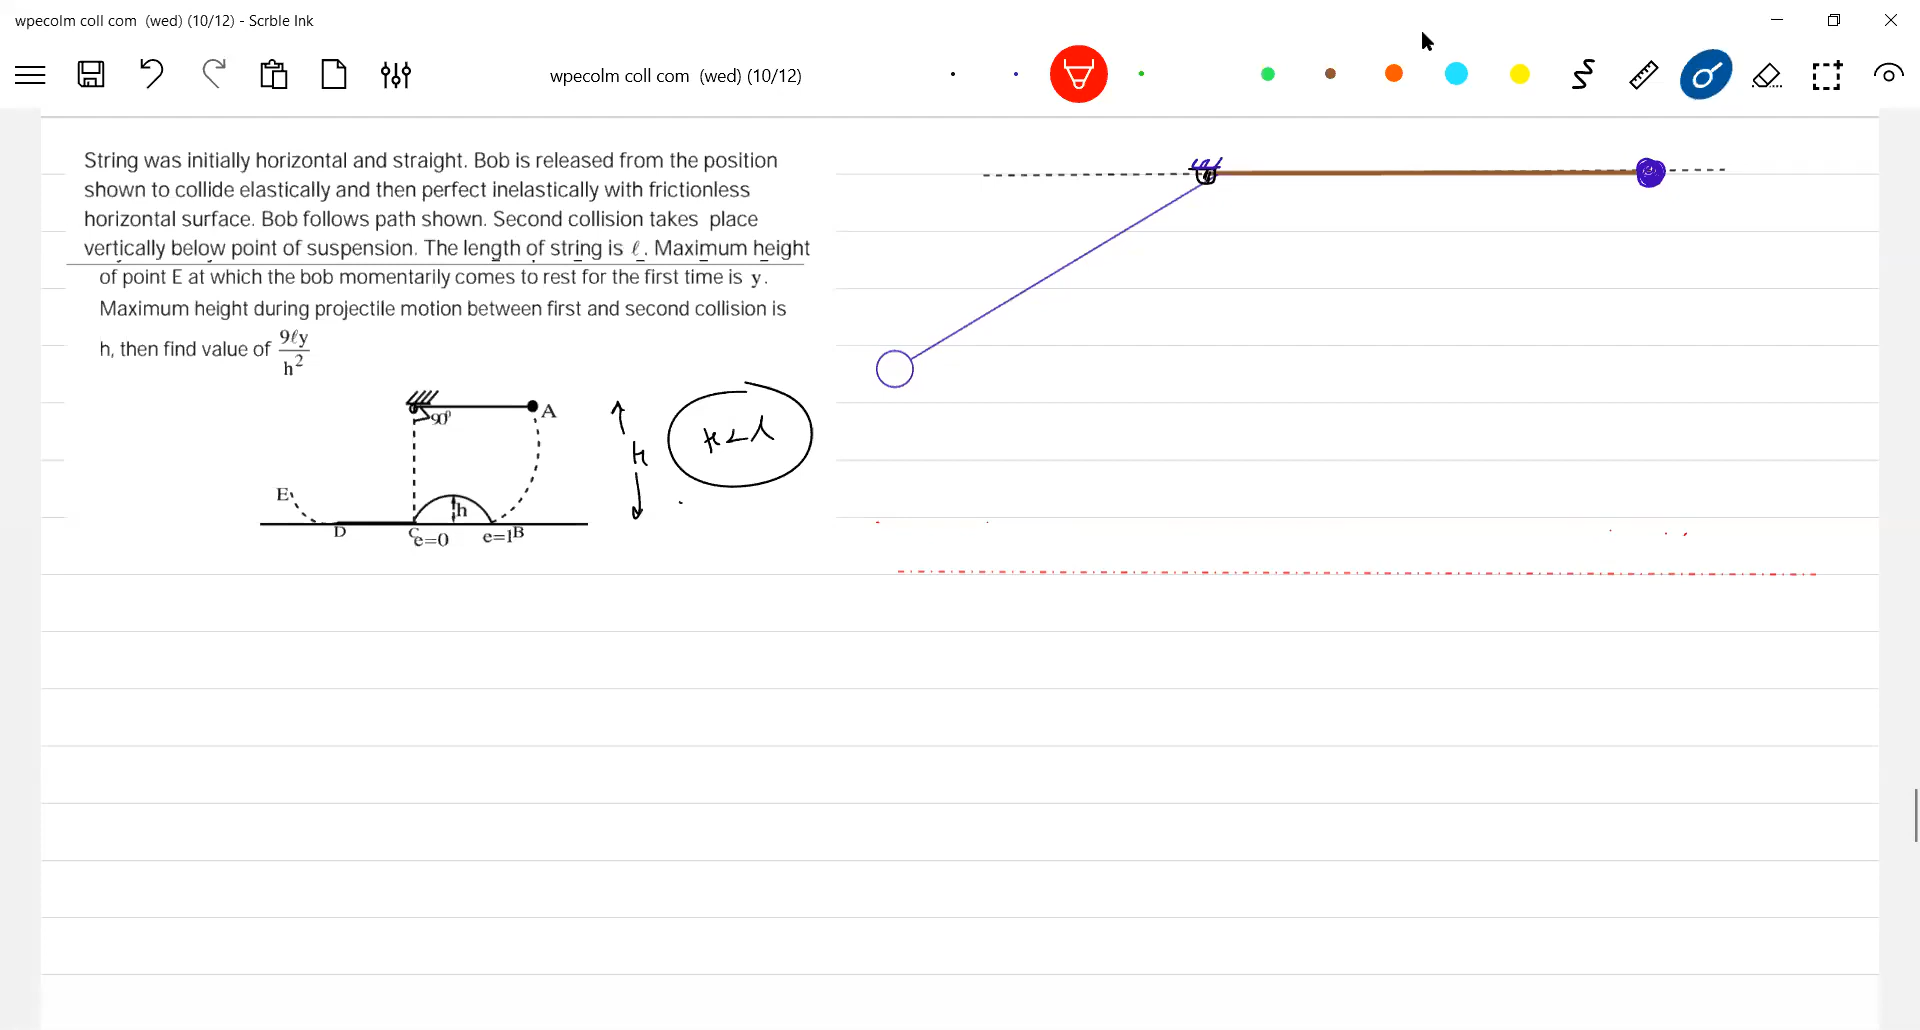 wpecolm coll com (wed) (10/12) - Scrble Ink
wpecolm coll com (wed) (10/12)
String was initially horizontal and straight. Bob is released from the position
shown to collide elastically and then perfect inelastically with frictionless
horizontal surface. Bob follows path shown. Second collision takes place
vertically below point of suspension. The length of string is ℓ. Maximum height
of point E at which the bob momentarily comes to rest for the first time is y.
Maximum height during projectile motion between first and second collision is
h, then find value of 9ℓy/h²
90°
A
E
h
D
C
e=0
e=1
B